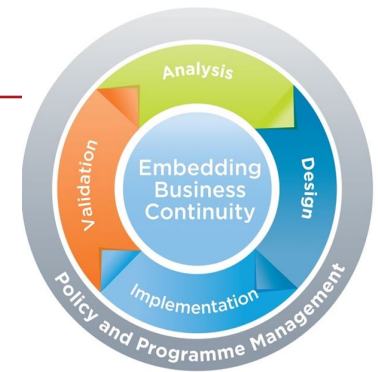 Analysis
Design
Implementation
Validation
Embedding
Business
Continuity
Policy and Programme Management